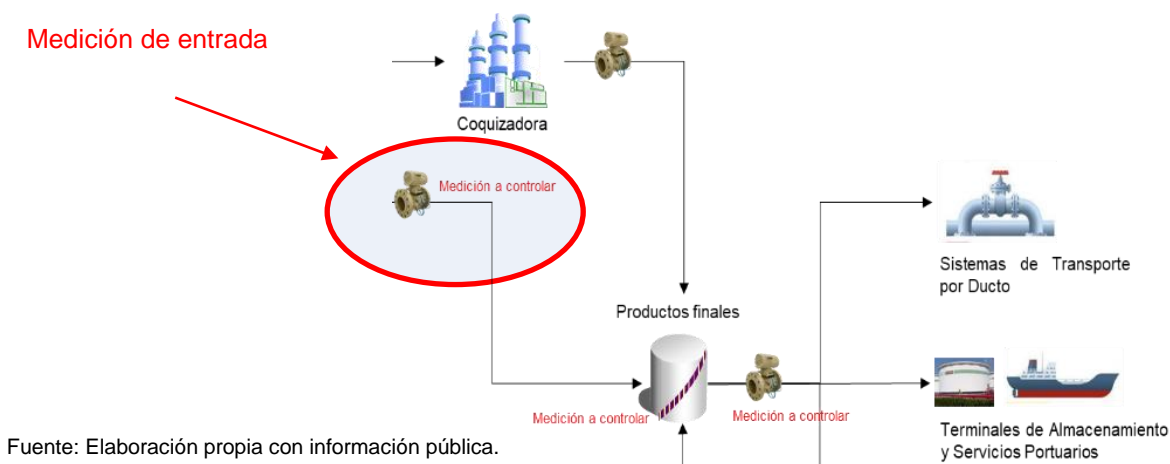 Medición de entrada
Coquizadora
Medición a controlar
Sistemas de Transporte
por Ducto
Productos finales
Medición a controlar
Medición a controlar
Terminales de Almacenamiento
y Servicios Portuarios
Fuente: Elaboración propia con información pública.